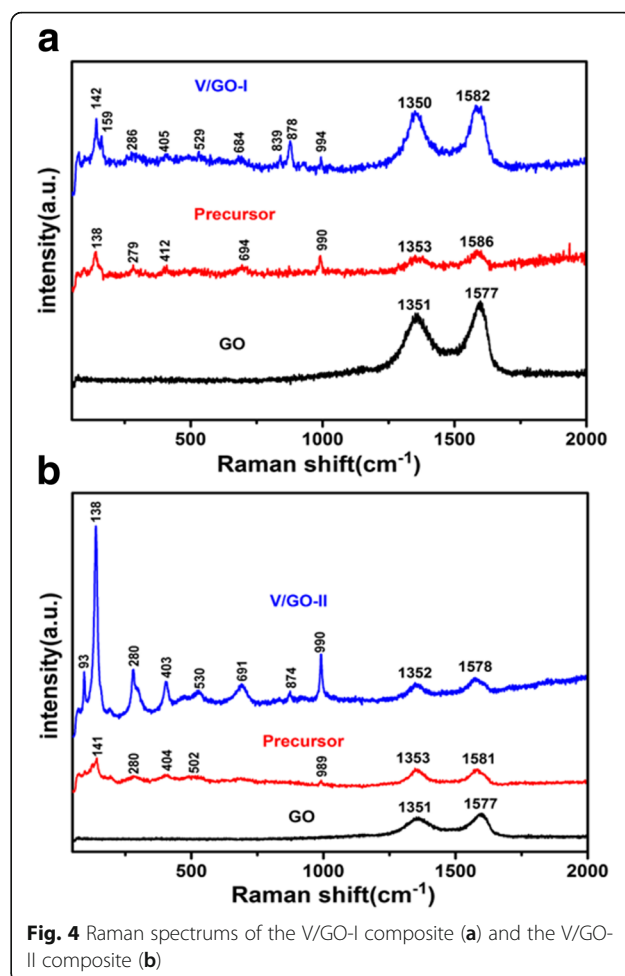 a
V/GO-I
142
159
286
405
529
684
839
878
994
1350
1582
Precursor
138
279
412
694
990
1353
1586
GO
1351
1577
intensity(a.u.)
500 1000 1500 2000
Raman shift(cm⁻¹)
b
138
V/GO-II
93
280
403
530
691
874
990
1352
1578
Precursor
141
280
404
502
989
1353
1581
GO
1351
1577
intensity(a.u.)
500 1000 1500 2000
Raman shift(cm⁻¹)
Fig. 4 Raman spectrums of the V/GO-I composite (a) and the V/GO-
II composite (b)